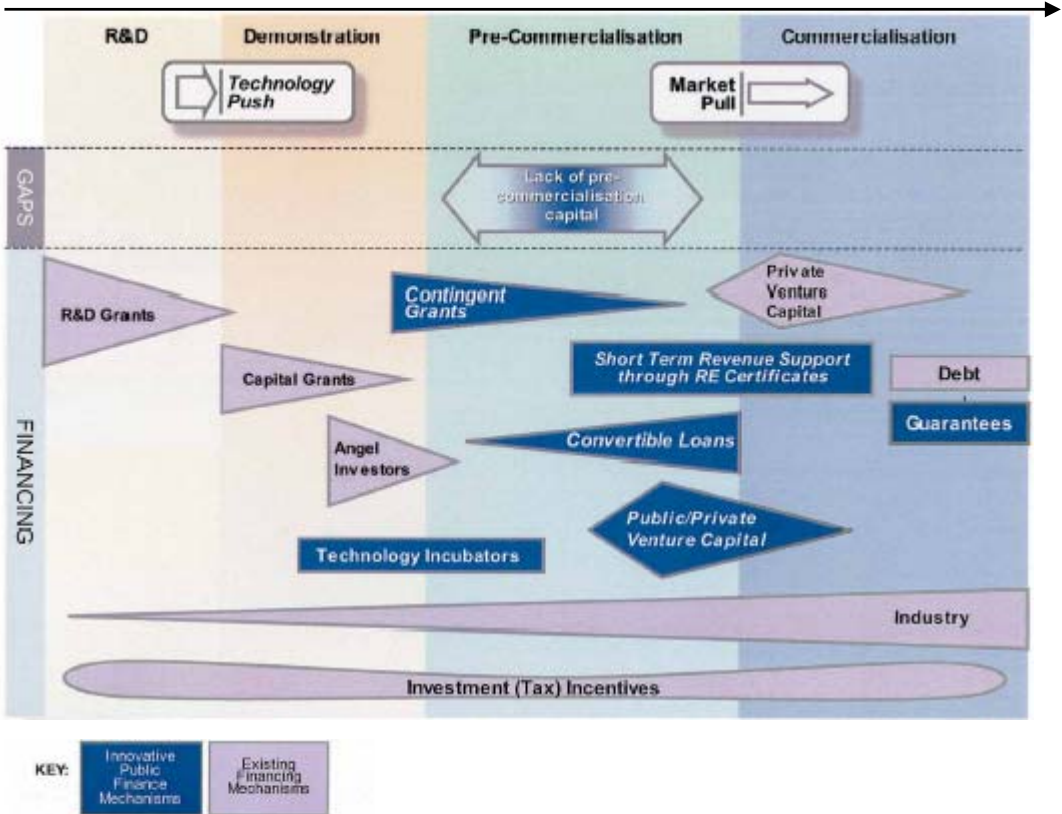 R&D
Demonstration
Pre-Commercialisation
Commercialisation
Technology
Push
Market
Pull
GAPS
Lack of pre-
commercialisation
capital
FINANCING
R&D Grants
Contingent
Grants
Private
Venture
Capital
Capital Grants
Short Term Revenue Support
through RE Certificates
Debt
Guarantees
Angel
Investors
Convertible Loans
Public/Private
Venture Capital
Technology Incubators
Industry
Investment (Tax) Incentives
KEY:
Innovative
Public
Finance
Mechanisms
Existing
Financing
Mechanisms